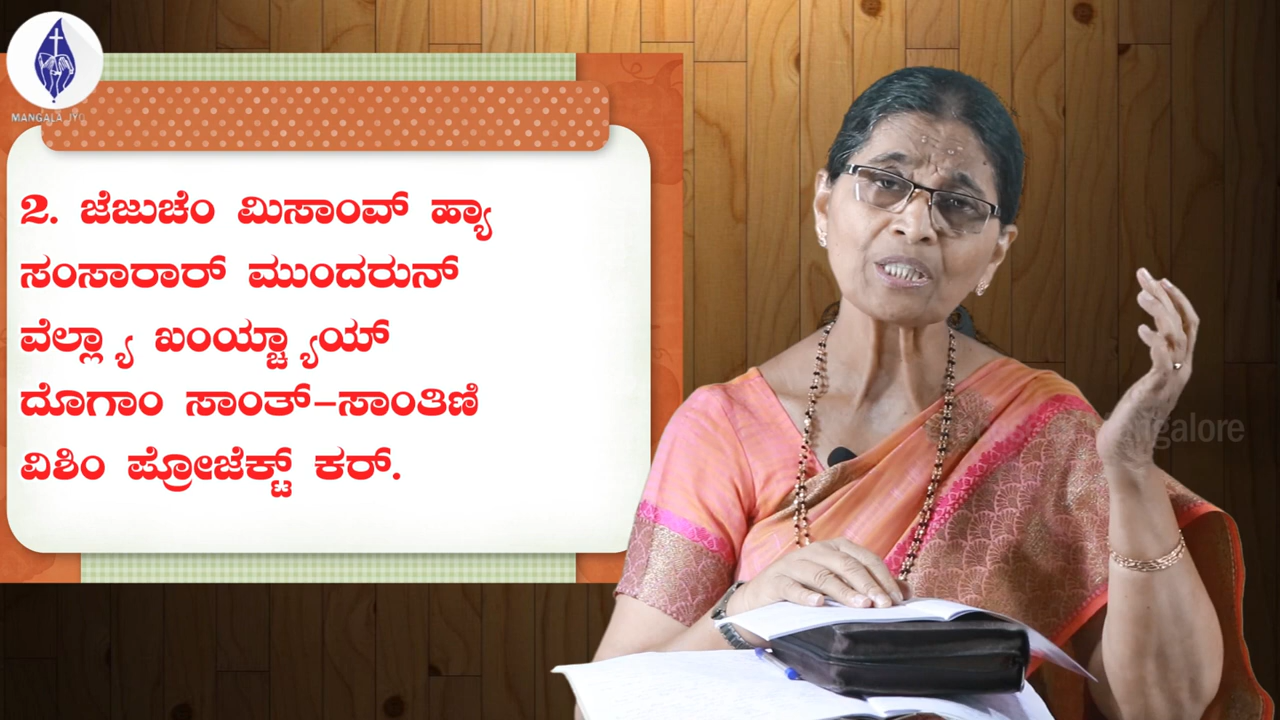 MANGALA JYO
2. ಜೆಜುಚೆಂ ಮಿಸಾಂವ್ ಹ್ಯಾ
ಸಂಸಾರಾರ್ ಮುಂದರುನ್
ವೆಲ್ಲ್ಯಾ ಖಂಯ್ಚ್ಯಾಯ್
ದೊಗಾಂ ಸಾಂತ್-ಸಾಂತಿಣಿ
ವಿಶಿಂ ಪ್ರೋಜೆಕ್ಟ್ ಕರ್.